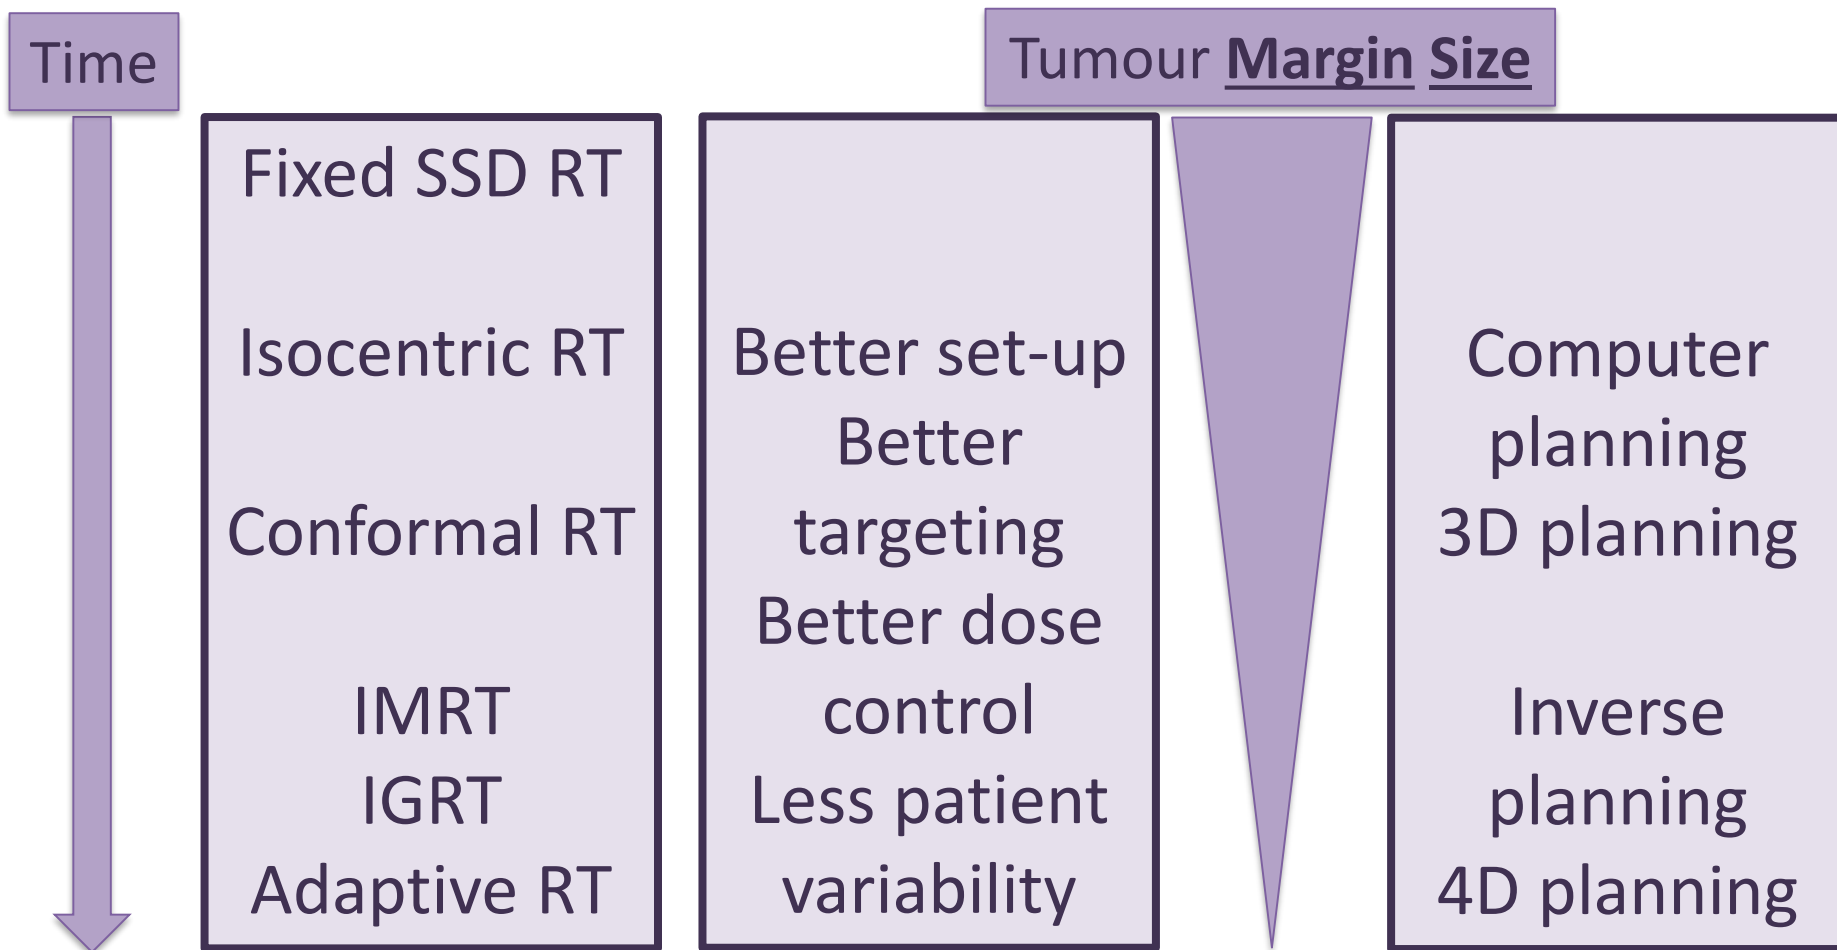 Time
Tumour Margin Size
Fixed SSD RT
Isocentric RT
Conformal RT
IMRT
IGRT
Adaptive RT
Better set-up
Better
targeting
Better dose
control
Less patient
variability
Computer
planning
3D planning
Inverse
planning
4D planning